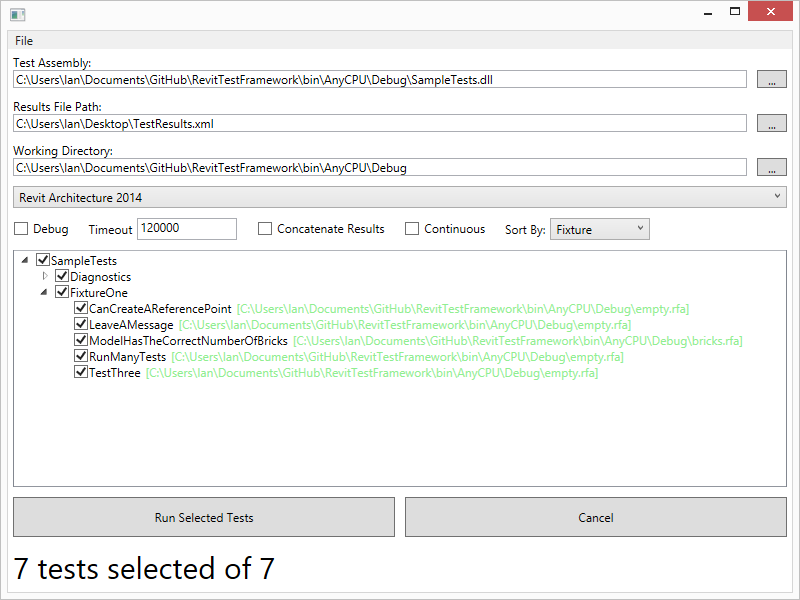 File
Test Assembly:
C:\Users\Ian\Documents\GitHub\RevitTestFramework\bin\AnyCPU\Debug\SampleTests.dll
...
Results File Path:
C:\Users\Ian\Desktop\TestResults.xml
...
Working Directory:
C:\Users\Ian\Documents\GitHub\RevitTestFramework\bin\AnyCPU\Debug
...
Revit Architecture 2014
Debug Timeout 120000 Concatenate Results Continuous Sort By: Fixture
SampleTests
Diagnostics
FixtureOne
CanCreateAReferencePoint [C:\Users\Ian\Documents\GitHub\RevitTestFramework\bin\AnyCPU\Debug\empty.rfa]
LeaveAMessage [C:\Users\Ian\Documents\GitHub\RevitTestFramework\bin\AnyCPU\Debug\empty.rfa]
ModelHasTheCorrectNumberOfBricks [C:\Users\Ian\Documents\GitHub\RevitTestFramework\bin\AnyCPU\Debug\bricks.rfa]
RunManyTests [C:\Users\Ian\Documents\GitHub\RevitTestFramework\bin\AnyCPU\Debug\empty.rfa]
TestThree [C:\Users\Ian\Documents\GitHub\RevitTestFramework\bin\AnyCPU\Debug\empty.rfa]
Run Selected Tests Cancel
7 tests selected of 7